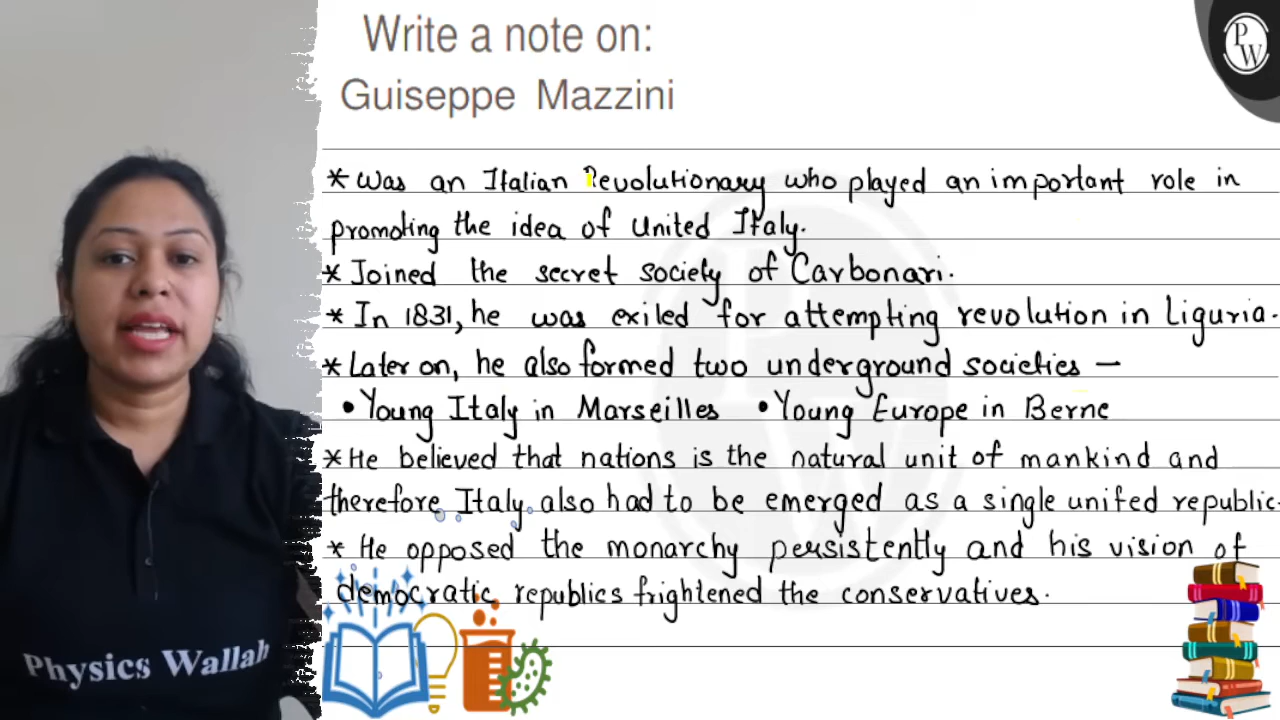 Write a note on:
Guiseppe Mazzini
PW
* Was an Italian Revolutionary who played an important role in
promoting the idea of United Italy.
* Joined the secret society of Carbonari.
* In 1831, he was exiled for attempting revolution in Liguria.
* Later on, he also formed two underground societies —
• Young Italy in Marseilles • Young Europe in Berne
* He believed that nations is the natural unit of mankind and
therefore Italy also had to be emerged as a single unifed republic.
* He opposed the monarchy persistently and his vision of
democratic republics frightened the conservatives.
Physics Wallah